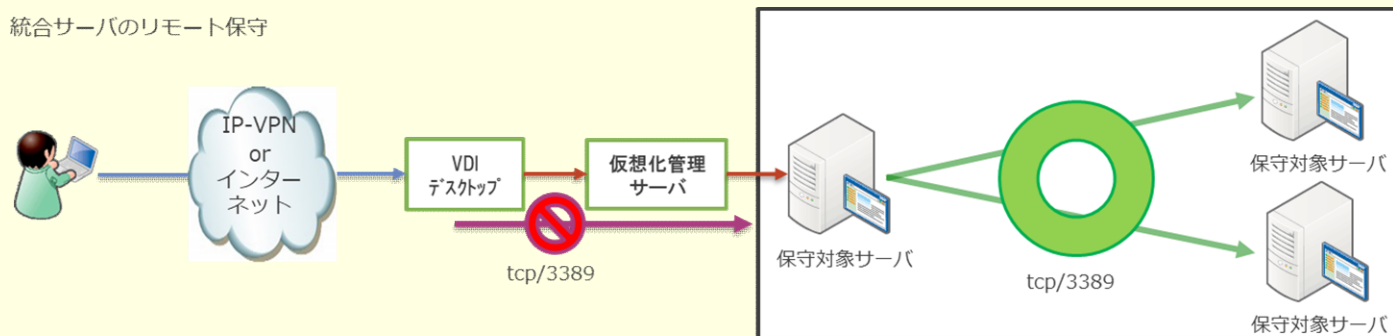 統合サーバのリモート保守
IP-VPN
or
インター
ネット
VDI
ﾃﾞｽｸﾄｯﾌﾟ
仮想化管理
サーバ
tcp/3389
保守対象サーバ
tcp/3389
保守対象サーバ
保守対象サーバ